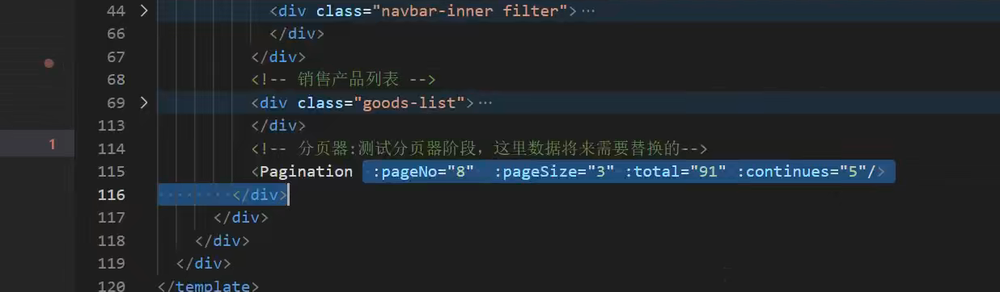 44 > <div class="navbar-inner filter">…
66 </div>
67 </div>
68 <!-- 销售产品列表 -->
69 > <div class="goods-list">…
113 </div>
114 <!-- 分页器:测试分页器阶段，这里数据将来需要替换的-->
1
115 <Pagination :pageNo="8" :pageSize="3" :total="91" :continues="5"/>
116 </div>
117 </div>
118 </div>
119 </div>
120 </template>